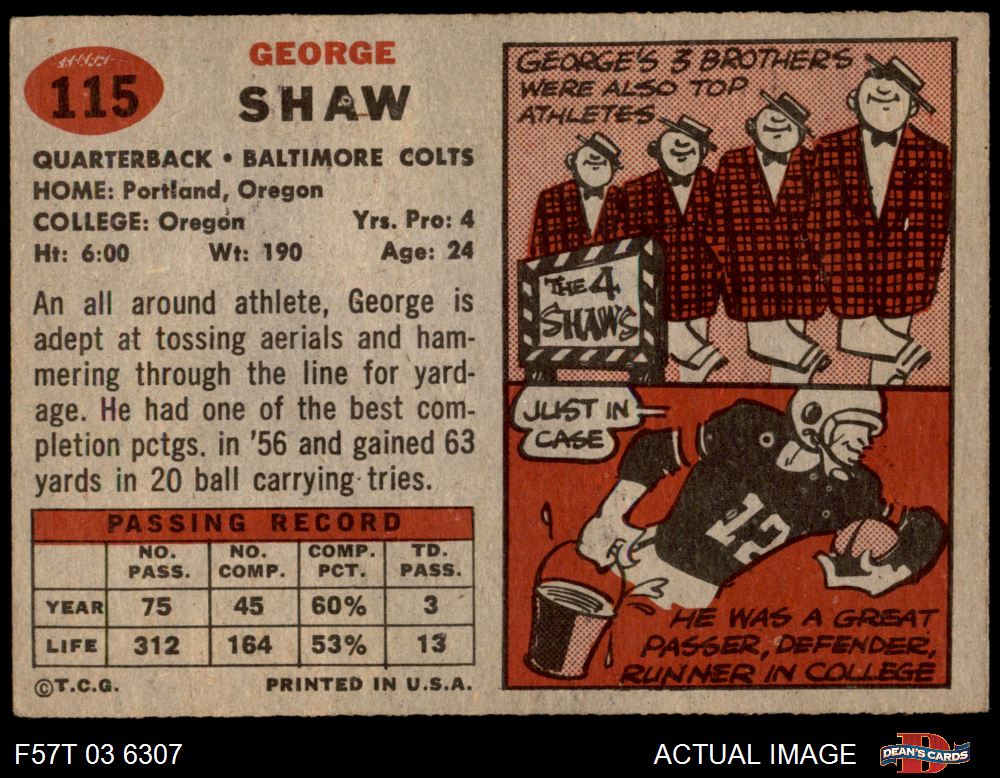 115
GEORGE
SHAW
QUARTERBACK • BALTIMORE COLTS
HOME: Portland, Oregon
COLLEGE: Oregon Yrs. Pro: 4
Ht: 6:00 Wt: 190 Age: 24
An all around athlete, George is
adept at tossing aerials and ham-
mering through the line for yard-
age. He had one of the best com-
pletion pctgs. in '56 and gained 63
yards in 20 ball carrying tries.
PASSING RECORD
NO. PASS. NO. COMP. COMP. PCT. TD. PASS.
YEAR 75 45 60% 3
LIFE 312 164 53% 13
©T.C.G. PRINTED IN U.S.A.
GEORGE'S 3 BROTHERS
WERE ALSO TOP
ATHLETES
THE 4
SHAWS
JUST IN
CASE
12
HE WAS A GREAT
PASSER, DEFENDER,
RUNNER IN COLLEGE
F57T 03 6307
ACTUAL IMAGE
DEAN'S CARDS